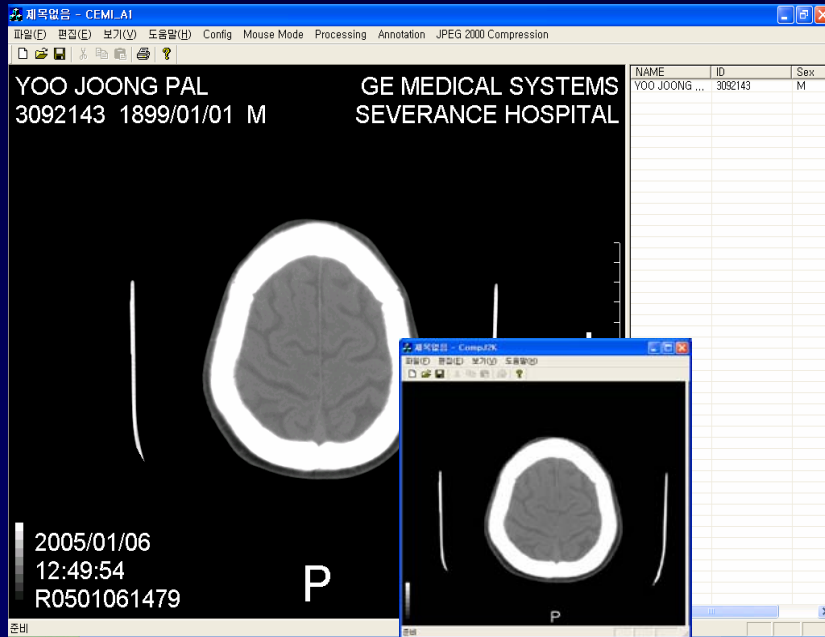 제목없음 - CEMI_A1
파일(F) 편집(E) 보기(V) 도움말(H) Config Mouse Mode Processing Annotation JPEG 2000 Compression
YOO JOONG PAL
3092143 1899/01/01 M
GE MEDICAL SYSTEMS
SEVERANCE HOSPITAL
NAME ID Sex
YOO JOONG ... 3092143 M
제목없음 - CompJ2K
파일(F) 편집(E) 보기(V) 도움말(H)
P
준비
2005/01/06
12:49:54
R0501061479
P
준비